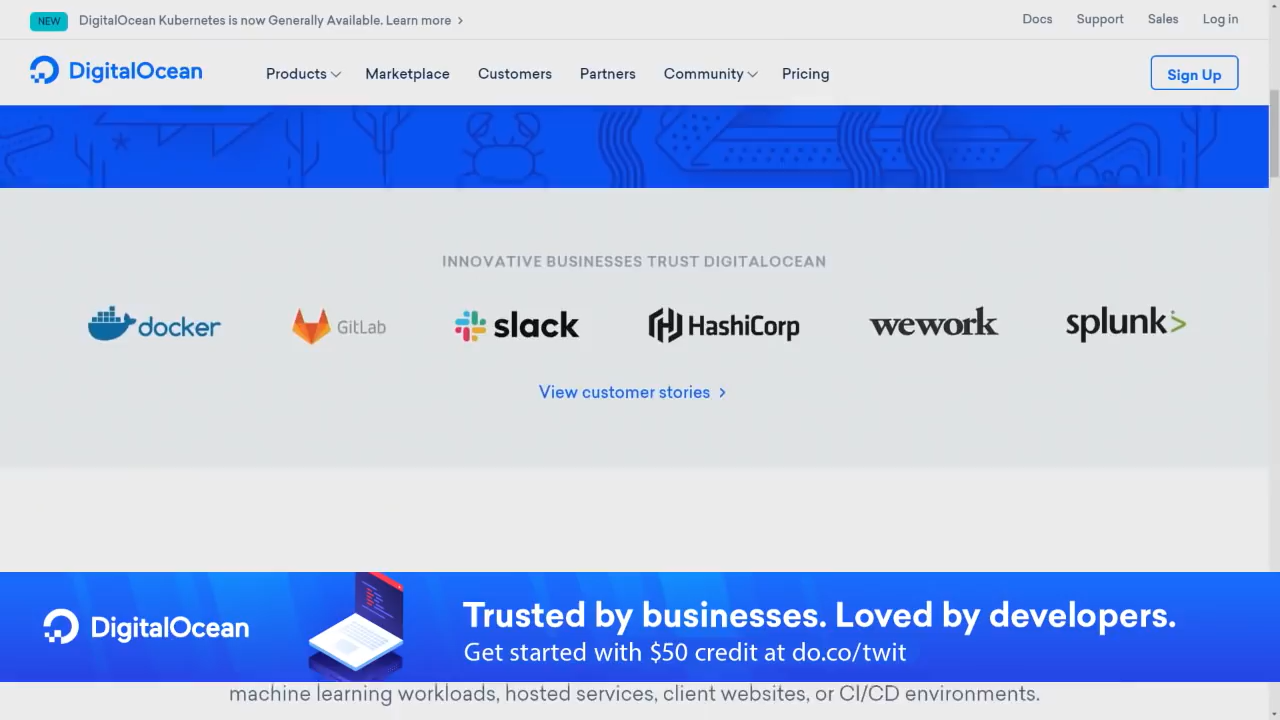 NEW DigitalOcean Kubernetes is now Generally Available. Learn more
Docs Support Sales Log in
DigitalOcean Products Marketplace Customers Partners Community Pricing Sign Up
INNOVATIVE BUSINESSES TRUST DIGITALOCEAN
docker GitLab slack HashiCorp wework splunk>
View customer stories
DigitalOcean
Trusted by businesses. Loved by developers.
Get started with $50 credit at do.co/twit
machine learning workloads, hosted services, client websites, or CI/CD environments.